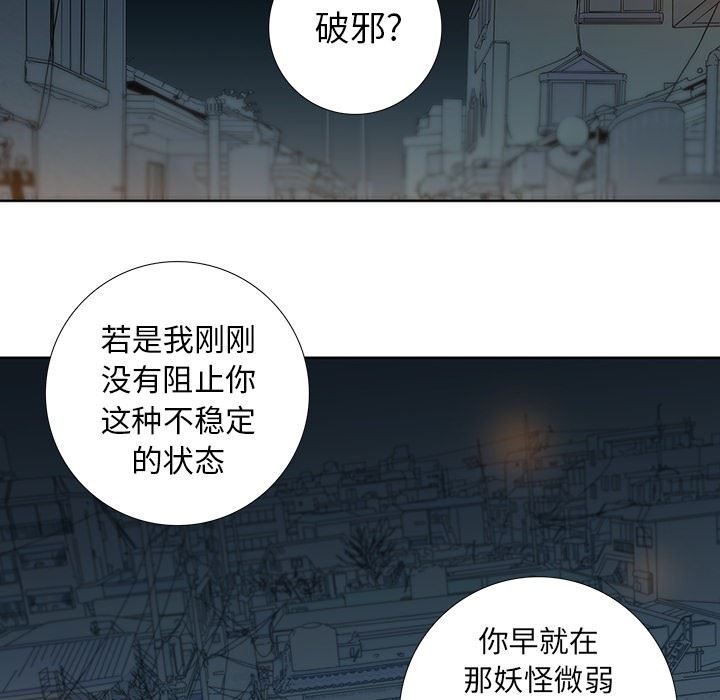 破邪?
若是我刚刚
没有阻止你
这种不稳定
的状态
你早就在
那妖怪微弱